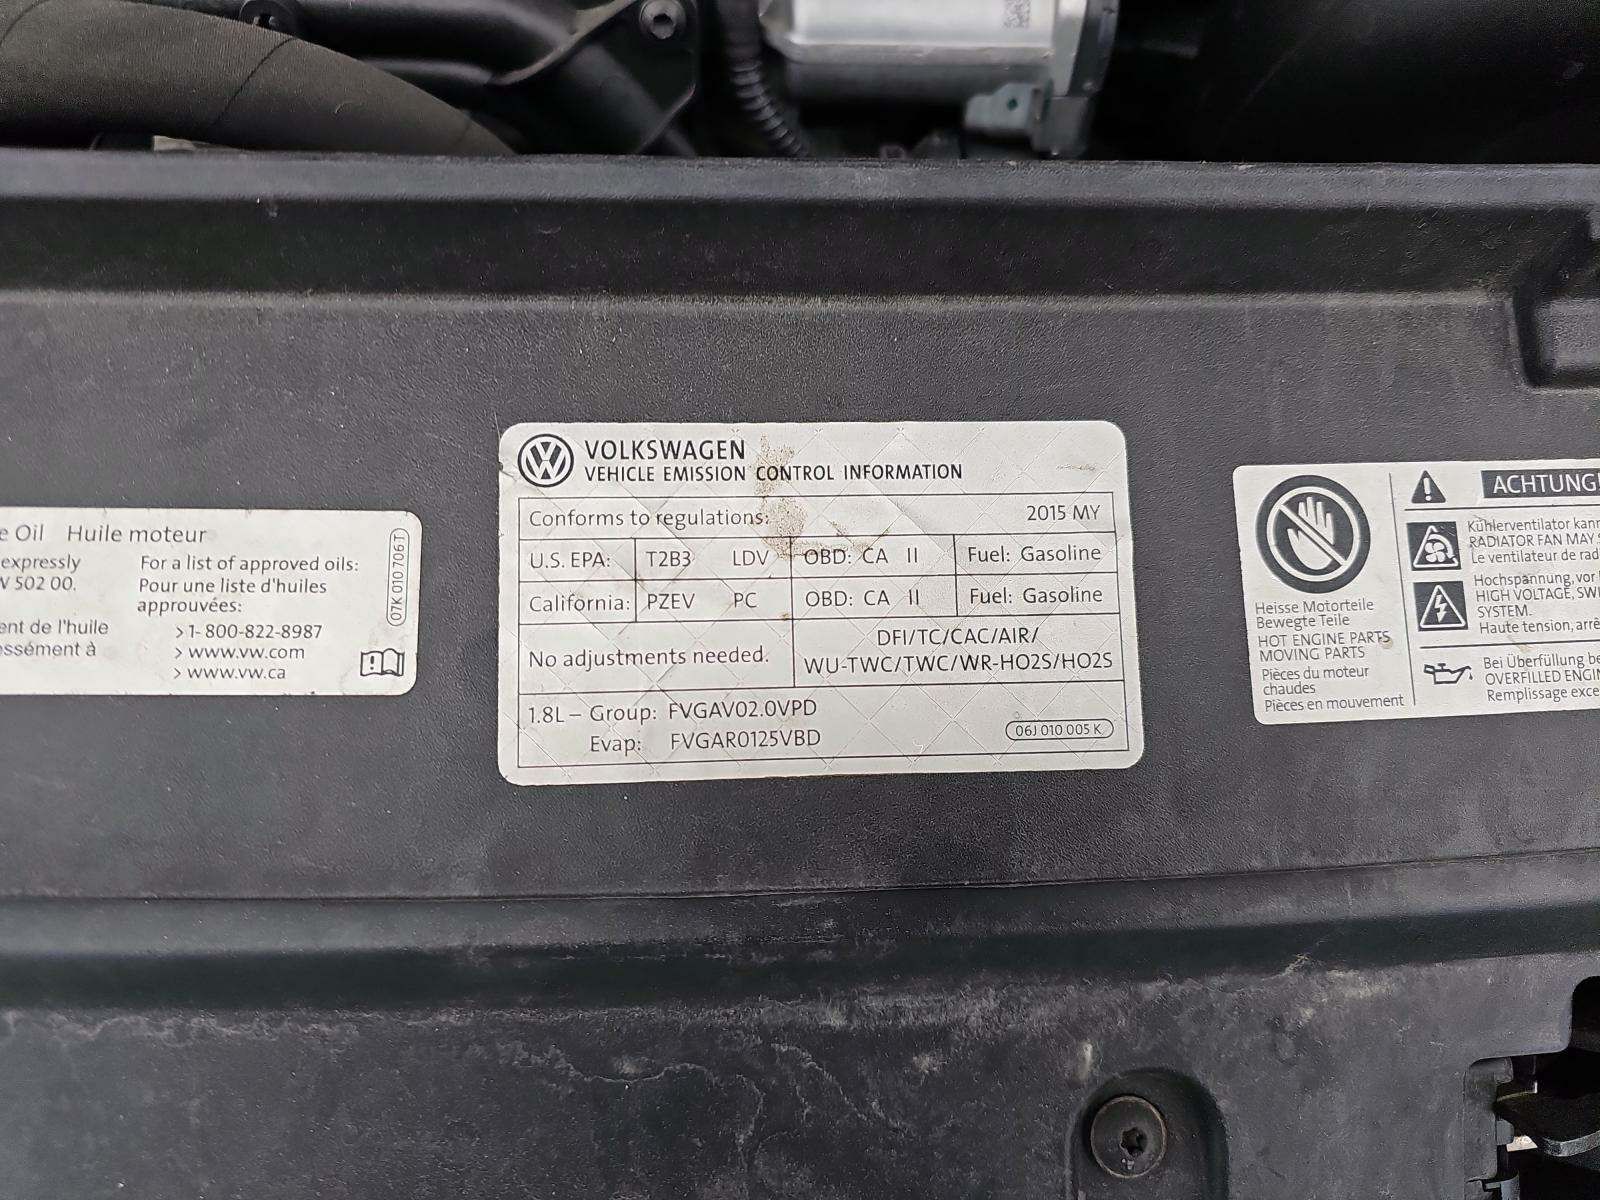 e Oil Huile moteur
expressly
V 502 00.
For a list of approved oils:
Pour une liste d'huiles
approuvées:
ent de l'huile
ssément à
>1-800-822-8987
> www.vw.com
> www.vw.ca
07K 010 706 T
VOLKSWAGEN
VEHICLE EMISSION CONTROL INFORMATION
Conforms to regulations: 2015 MY
U.S. EPA: T2B3 LDV OBD: CA II Fuel: Gasoline
California: PZEV PC OBD: CA II Fuel: Gasoline
No adjustments needed.
DFI/TC/CAC/AIR/
WU-TWC/TWC/WR-HO2S/HO2S
1.8L – Group: FVGAV02.0VPD
Evap: FVGAR0125VBD
06J 010 005 K
Heisse Motorteile
Bewegte Teile
HOT ENGINE PARTS
MOVING PARTS
Pièces du moteur
chaudes
Pièces en mouvement
ACHTUNG!
Kühlerventilator kann
RADIATOR FAN MAY S
Le ventilateur de rad
Hochspannung, vor
HIGH VOLTAGE, SWI
SYSTEM.
Haute tension, arrê
Bei Überfüllung be
OVERFILLED ENGIN
Remplissage exce